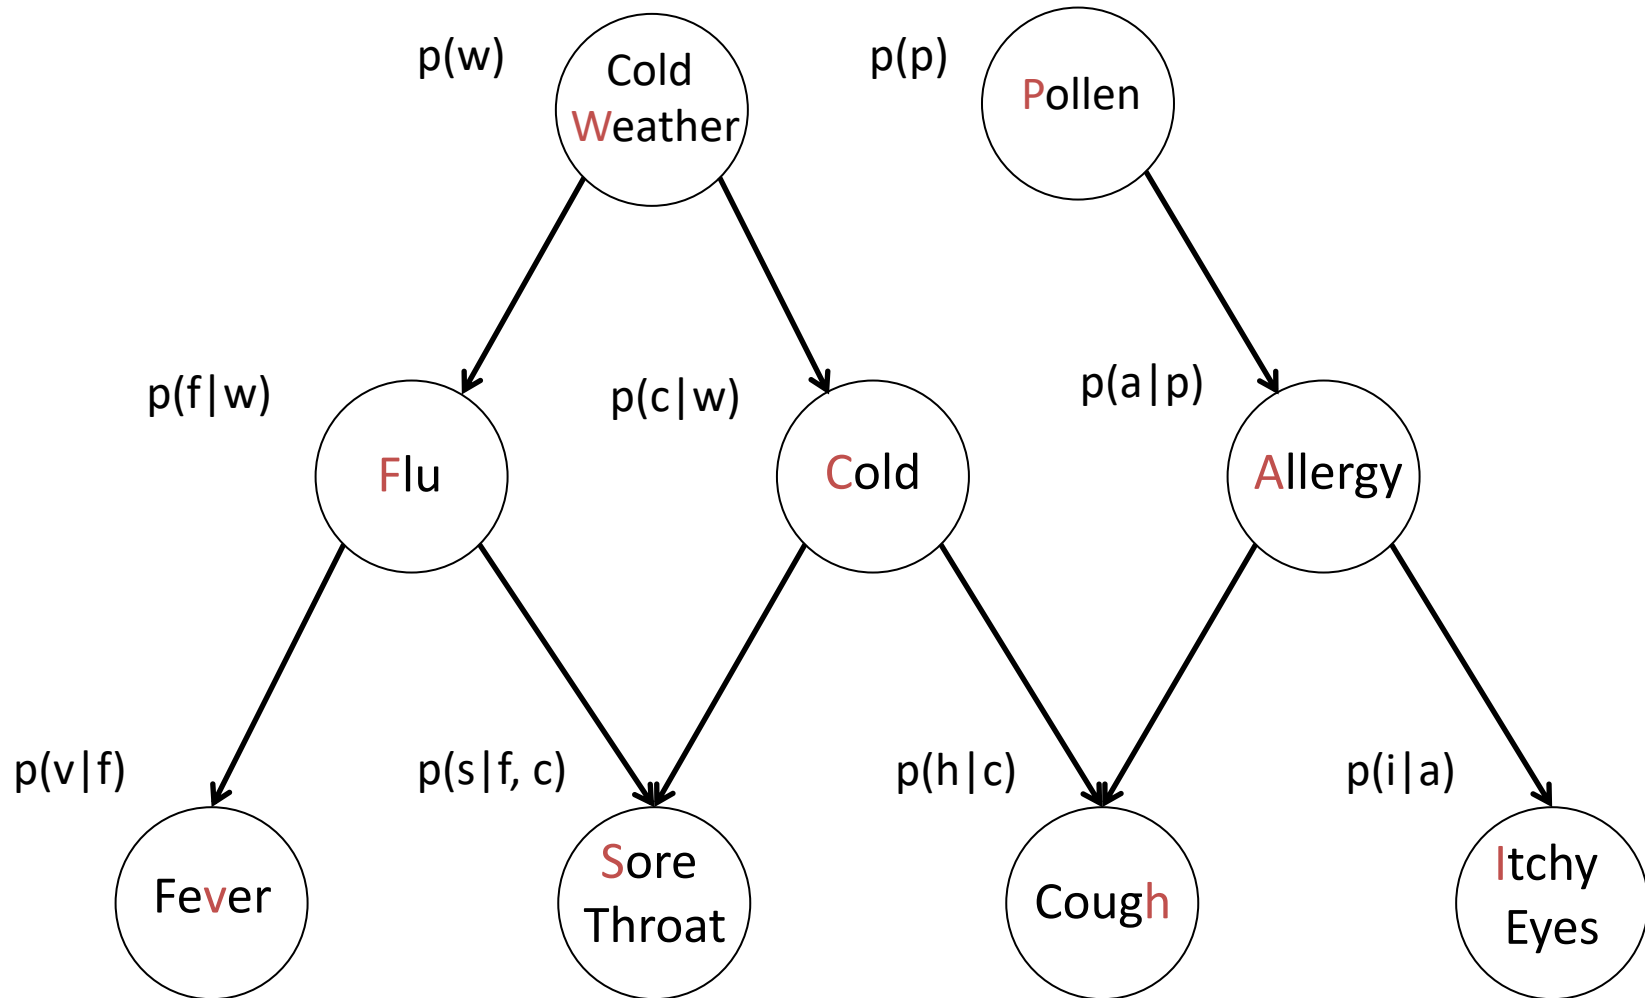 p(w)
Cold
Weather
p(p)
Pollen
p(f|w)
Flu
p(c|w)
Cold
p(a|p)
Allergy
p(v|f)
Fever
p(s|f, c)
Sore
Throat
p(h|c)
Cough
p(i|a)
Itchy
Eyes